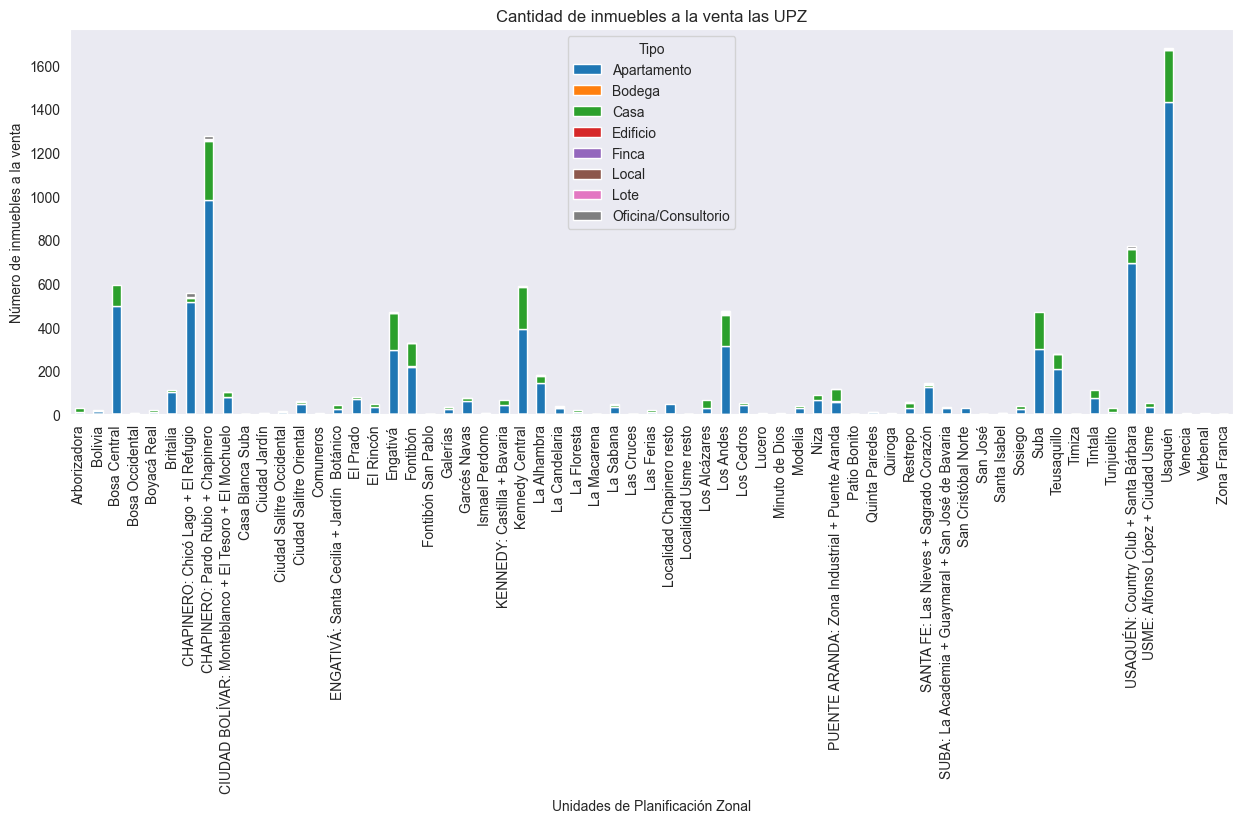 Cantidad de inmuebles a la venta las UPZ
Número de inmuebles a la venta
1600
1400
1200
1000
800
600
400
200
0
Tipo
Apartamento
Bodega
Casa
Edificio
Finca
Local
Lote
Oficina/Consultorio
Arborizadora
Bolivia
Bosa Central
Bosa Occidental
Boyacá Real
Britalia
CHAPINERO: Chicó Lago + El Refugio
CHAPINERO: Pardo Rubio + Chapinero
CIUDAD BOLÍVAR: Monteblanco + El Tesoro + El Mochuelo
Casa Blanca Suba
Ciudad Jardín
Ciudad Salitre Occidental
Ciudad Salitre Oriental
Comuneros
ENGATIVÁ: Santa Cecilia + Jardín Botánico
El Prado
El Rincón
Engativá
Fontibón
Fontibón San Pablo
Galerías
Garcés Navas
Ismael Perdomo
KENNEDY: Castilla + Bavaria
Kennedy Central
La Alhambra
La Candelaria
La Floresta
La Macarena
La Sabana
Las Cruces
Las Ferias
Localidad Chapinero resto
Localidad Usme resto
Los Alcázares
Los Andes
Los Cedros
Lucero
Minuto de Dios
Modelia
Niza
PUENTE ARANDA: Zona Industrial + Puente Aranda
Patio Bonito
Quinta Paredes
Quiroga
Restrepo
SANTA FE: Las Nieves + Sagrado Corazón
SUBA: La Academia + Guaymaral + San José de Bavaria
San Cristóbal Norte
San José
Santa Isabel
Sosiego
Suba
Teusaquillo
Timiza
Tintala
Tunjuelito
USAQUÉN: Country Club + Santa Bárbara
USME: Alfonso López + Ciudad Usme
Usaquén
Venecia
Verbenal
Zona Franca
Unidades de Planificación Zonal